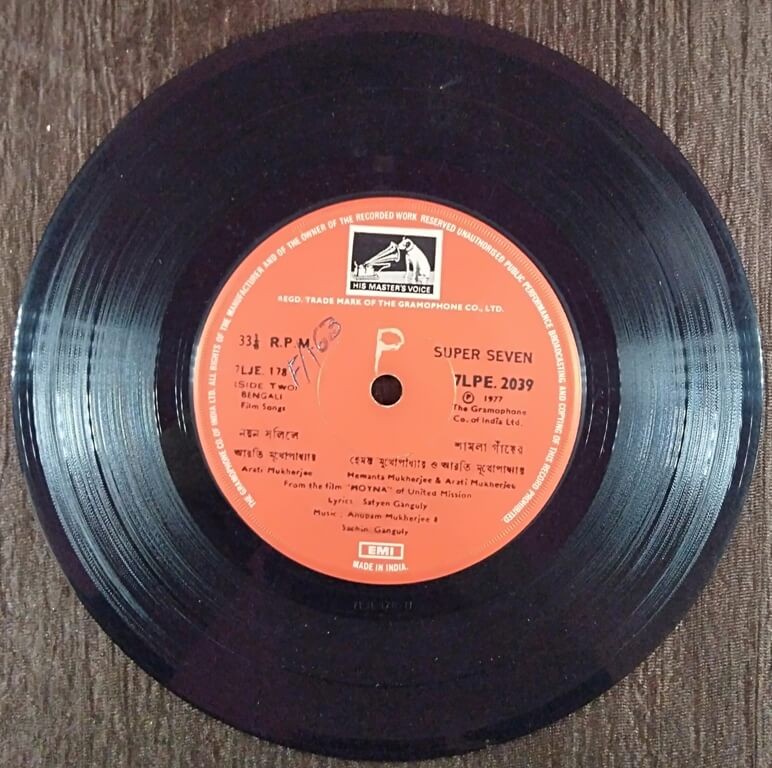 THE GRAMOPHONE CO. OF INDIA LTD. ALL RIGHTS OF THE MANUFACTURER AND OF THE OWNER OF THE RECORDED WORK RESERVED UNAUTHORISED PUBLIC PERFORMANCE BROADCASTING AND COPYING OF THIS RECORD PROHIBITED.
HIS MASTER'S VOICE
REGD. TRADE MARK OF THE GRAMOPHONE CO., LTD.
33⅓ R.P.M.
F/163
P
SUPER SEVEN
7LJE. 178
7LPE. 2039
(SIDE TWO)
℗ 1977
BENGALI
The Gramophone
Film Songs
Co. of India Ltd.
নয়ন সলিলে
শ্যামলা গাঁয়ের
আরতি মুখোপাধ্যায়
হেমন্ত মুখোপাধ্যায় ও আরতি মুখোপাধ্যায়
Arati Mukherjee
Hemanta Mukherjee & Arati Mukherjee
From the film "MOYNA" of United Mission
Lyrics : Satyen Ganguly
Music : Anupam Mukherjee &
Sachin Ganguly
EMI
MADE IN INDIA.